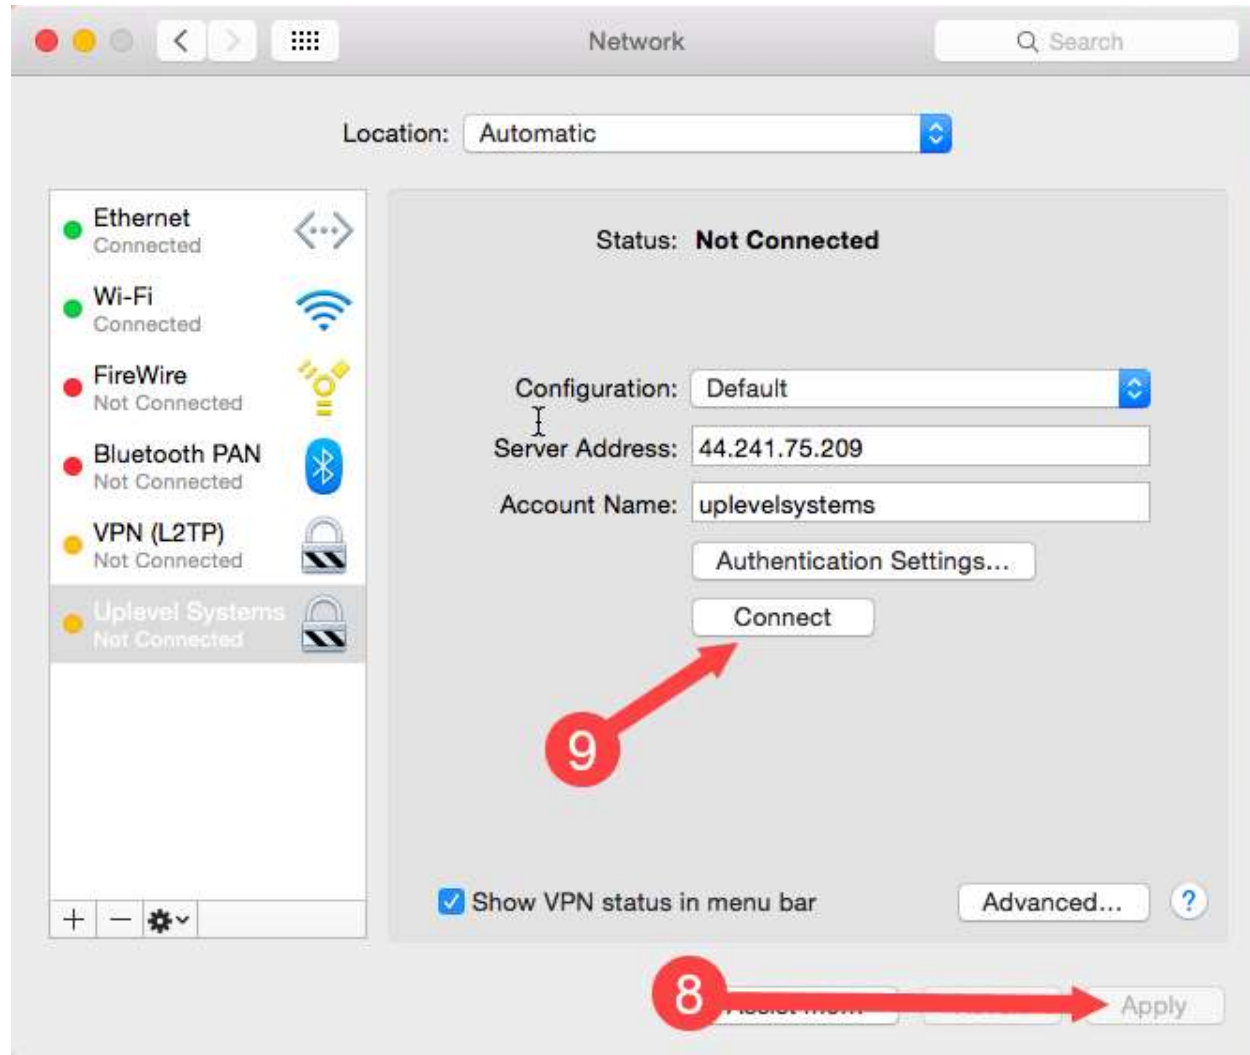 Network
Search
Location: Automatic
Ethernet
Connected
Wi-Fi
Connected
FireWire
Not Connected
Bluetooth PAN
Not Connected
VPN (L2TP)
Not Connected
Uplevel Systems
Not Connected
Status: Not Connected
Configuration: Default
Server Address: 44.241.75.209
Account Name: uplevelsystems
Authentication Settings...
Connect
9
Show VPN status in menu bar
Advanced... ?
8
Apply